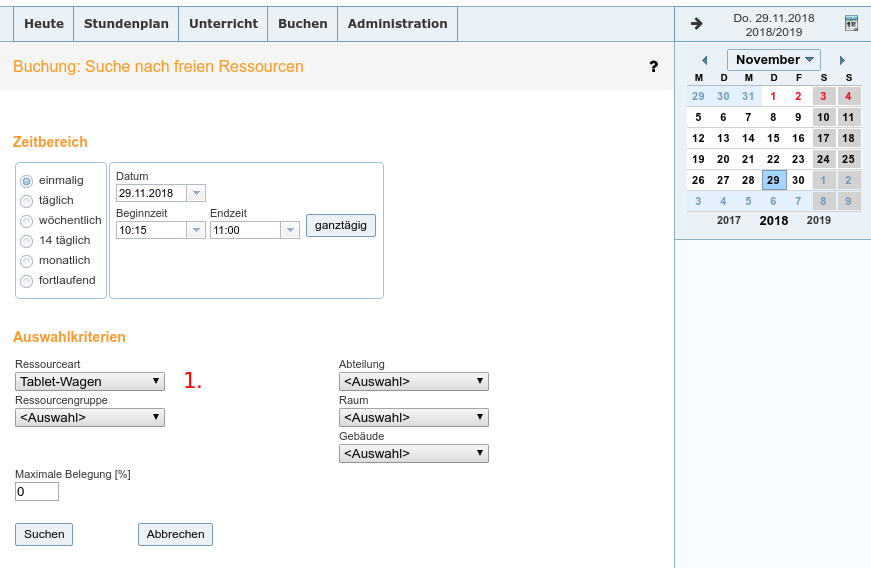 Heute Stundenplan Unterricht Buchen Administration
Buchung: Suche nach freien Ressourcen ?
Zeitbereich
einmalig
täglich
wöchentlich
14 täglich
monatlich
fortlaufend
Datum
29.11.2018
Beginnzeit Endzeit
10:15 11:00 ganztägig
Auswahlkriterien
Ressourceart
Tablet-Wagen
1.
Ressourcengruppe
<Auswahl>
Abteilung
<Auswahl>
Raum
<Auswahl>
Gebäude
<Auswahl>
Maximale Belegung [%]
0
Suchen Abbrechen
Do. 29.11.2018
2018/2019
November
M D M D F S S
29 30 31 1 2 3 4
5 6 7 8 9 10 11
12 13 14 15 16 17 18
19 20 21 22 23 24 25
26 27 28 29 30 1 2
3 4 5 6 7 8 9
2017 2018 2019